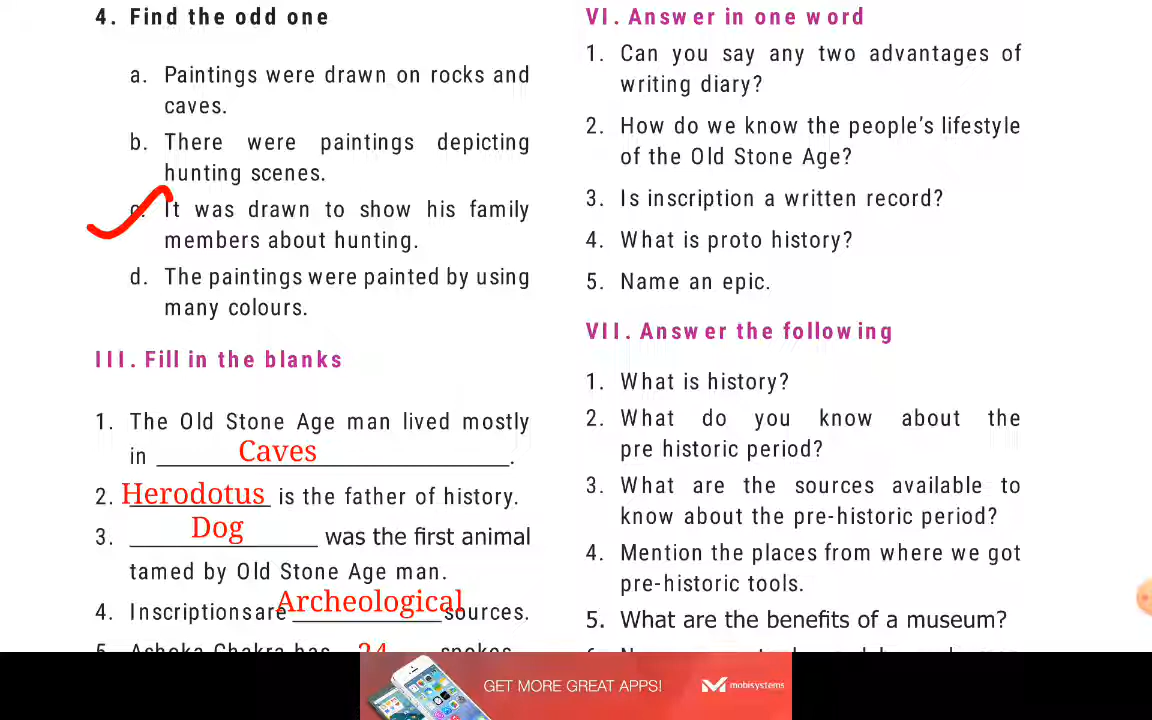 4. Find the odd one
a. Paintings were drawn on rocks and
caves.
b. There were paintings depicting
hunting scenes.
c. It was drawn to show his family
members about hunting.
d. The paintings were painted by using
many colours.
III. Fill in the blanks
1. The Old Stone Age man lived mostly
in Caves.
2. Herodotus is the father of history.
3. Dog was the first animal
tamed by Old Stone Age man.
4. Inscriptions are Archeological sources.
5. Ashoka Chakra has 24 spokes.
VI. Answer in one word
1. Can you say any two advantages of
writing diary?
2. How do we know the people's lifestyle
of the Old Stone Age?
3. Is inscription a written record?
4. What is proto history?
5. Name an epic.
VII. Answer the following
1. What is history?
2. What do you know about the
pre historic period?
3. What are the sources available to
know about the pre-historic period?
4. Mention the places from where we got
pre-historic tools.
5. What are the benefits of a museum?
GET MORE GREAT APPS!
mobisystems